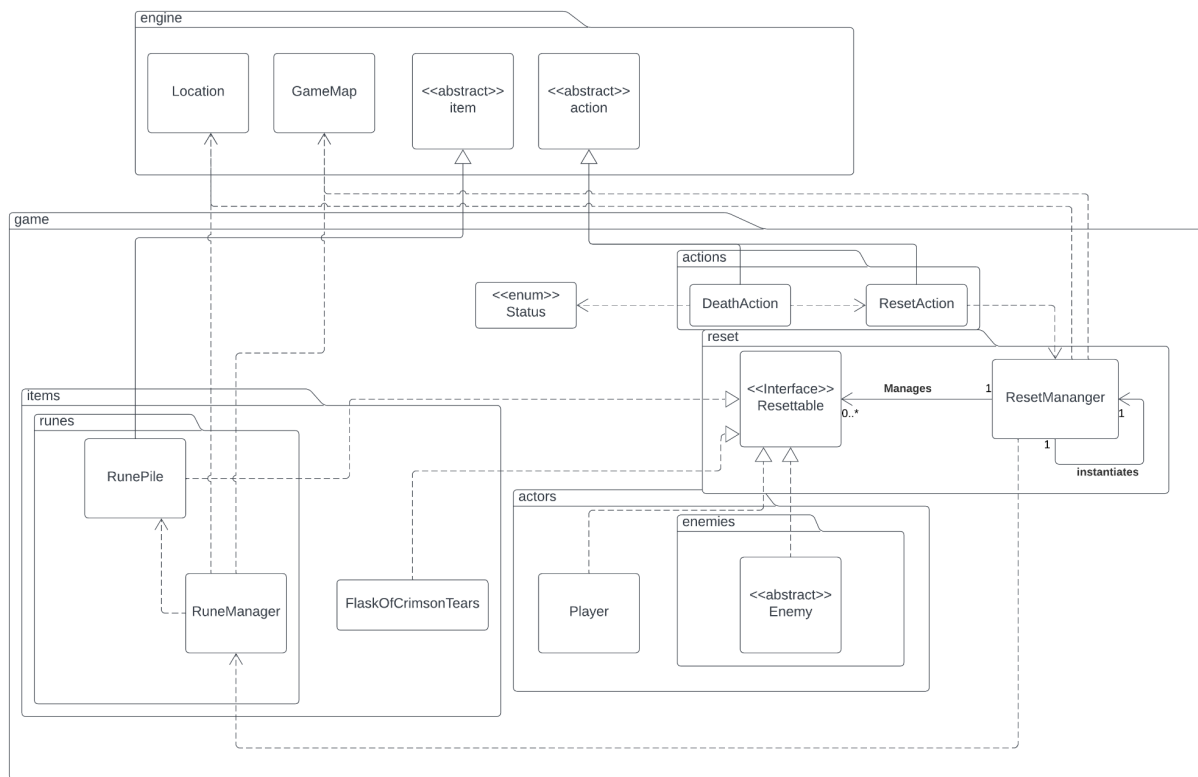 engine
Location
GameMap
<<abstract>>
item
<<abstract>>
action
game
actions
<<enum>>
Status
DeathAction
ResetAction
reset
<<Interface>>
Resettable
Manages
1
0..*
ResetMananger
1
1
instantiates
items
runes
RunePile
RuneManager
FlaskOfCrimsonTears
actors
enemies
Player
<<abstract>>
Enemy